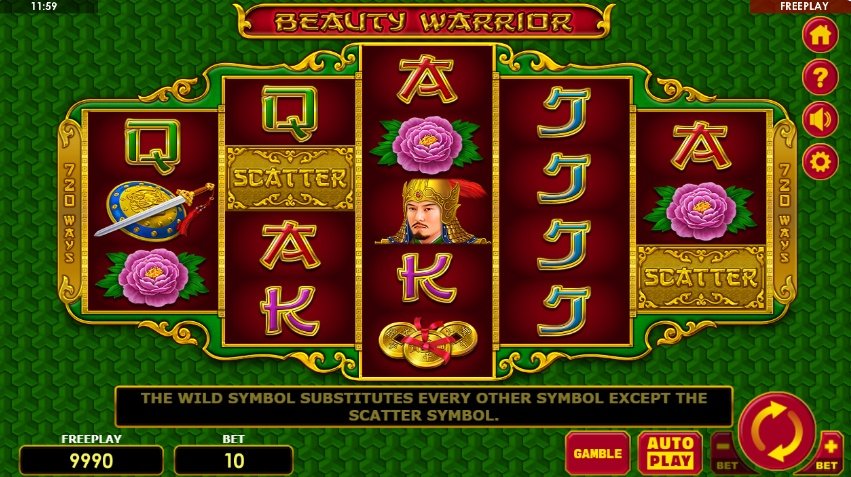 11:59
BEAUTY WARRIOR
FREEPLAY
A
Q
J
Q
A
SCATTER
J
720 WAYS
720 WAYS
A
J
SCATTER
K
K
J
THE WILD SYMBOL SUBSTITUTES EVERY OTHER SYMBOL EXCEPT THE
SCATTER SYMBOL.
FREEPLAY
BET
9990
10
GAMBLE
AUTO
PLAY
BET
BET